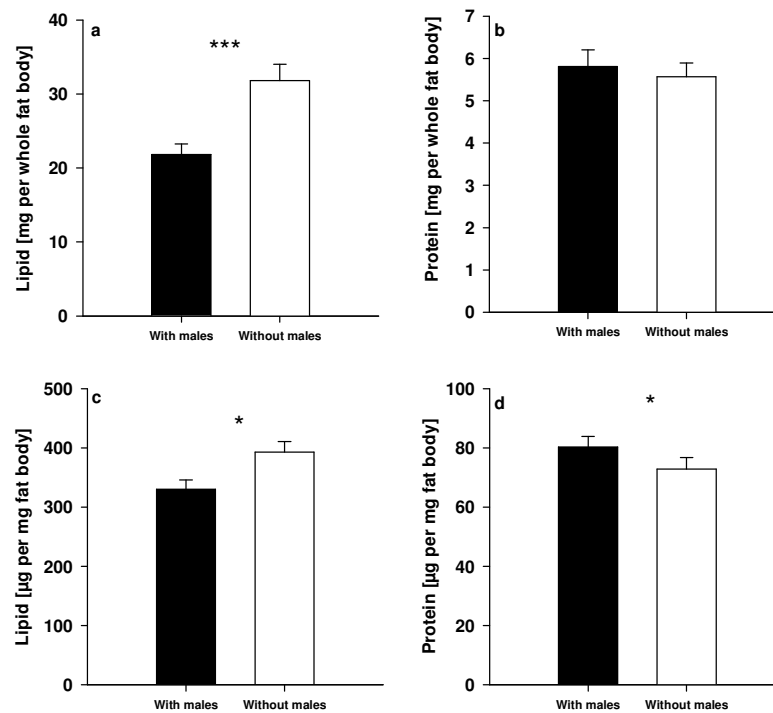 a
***
Lipid [mg per whole fat body]
40
30
20
10
0
With males Without males
b
Protein [mg per whole fat body]
7
6
5
4
3
2
1
0
With males Without males
c
*
Lipid [µg per mg fat body]
500
400
300
200
100
0
With males Without males
d
*
Protein [µg per mg fat body]
100
80
60
40
20
0
With males Without males